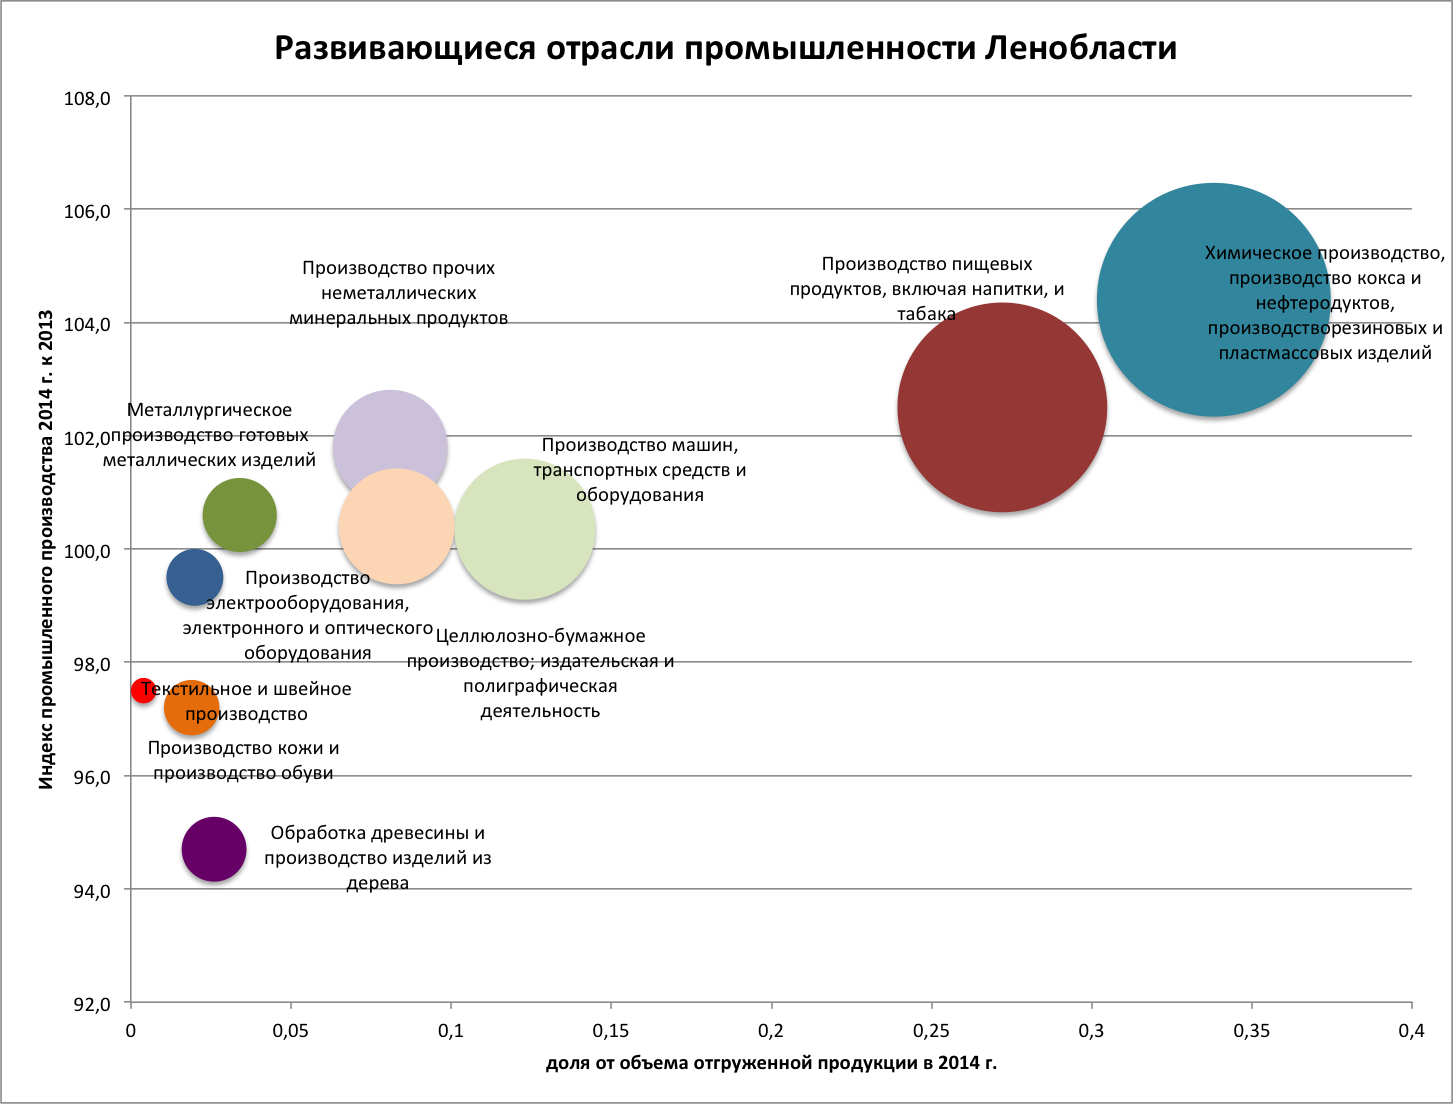 Развивающиеся отрасли промышленности Ленобласти
108,0
106,0
104,0
102,0
100,0
98,0
96,0
94,0
92,0
Индекс промышленного производства 2014 г. к 2013
Производство прочих
неметаллических
минеральных продуктов
Производство пищевых
продуктов, включая напитки, и
табака
Химическое производство,
производство кокса и
нефтеродуктов,
производстворезиновых и
пластмассовых изделий
Металлургическое
производство готовых
металлических изделий
Производство машин,
транспортных средств и
оборудования
Производство
электрооборудования,
электронного и оптического
оборудования
Целлюлозно-бумажное
производство; издательская и
полиграфическая
деятельность
Текстильное и швейное
производство
Производство кожи и
производство обуви
Обработка древесины и
производство изделий из
дерева
0
0,05
0,1
0,15
0,2
0,25
0,3
0,35
0,4
доля от объема отгруженной продукции в 2014 г.